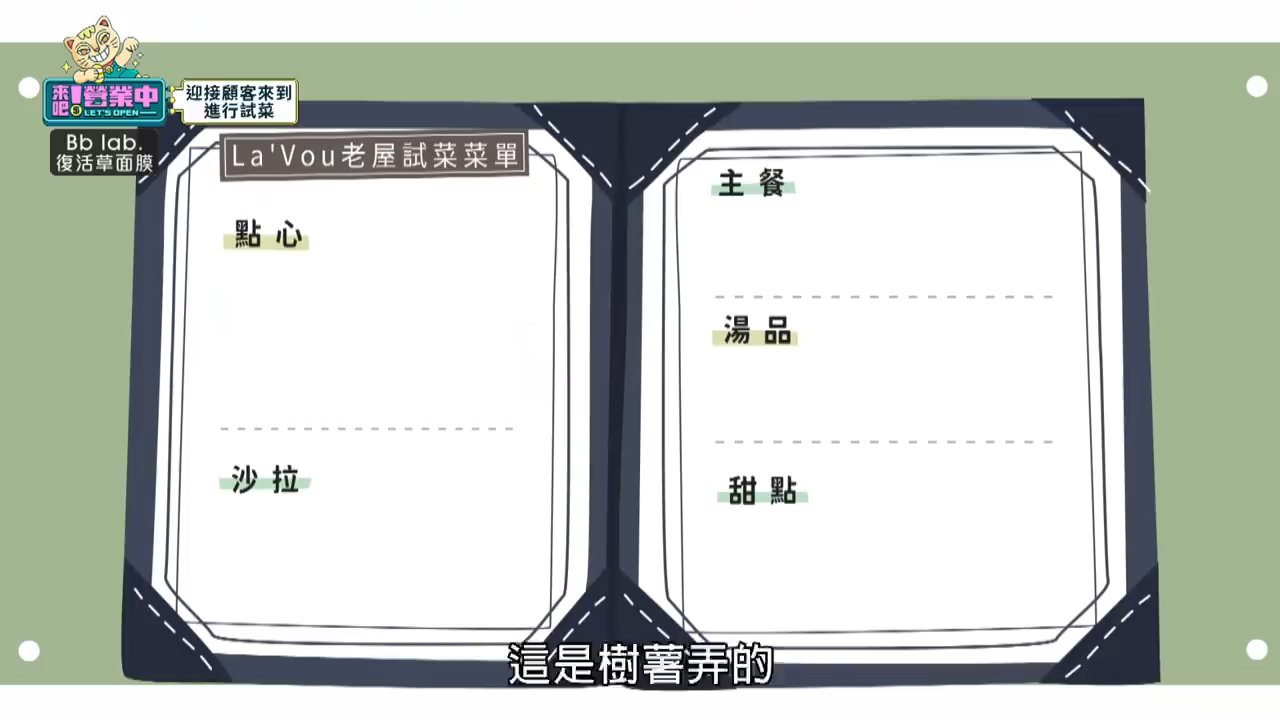 來吧!營業中
LET'S OPEN
迎接顧客來到
進行試菜
Bb lab.
復活草面膜
La'Vou老屋試菜菜單
點心
沙拉
主餐
湯品
甜點
這是樹薯弄的